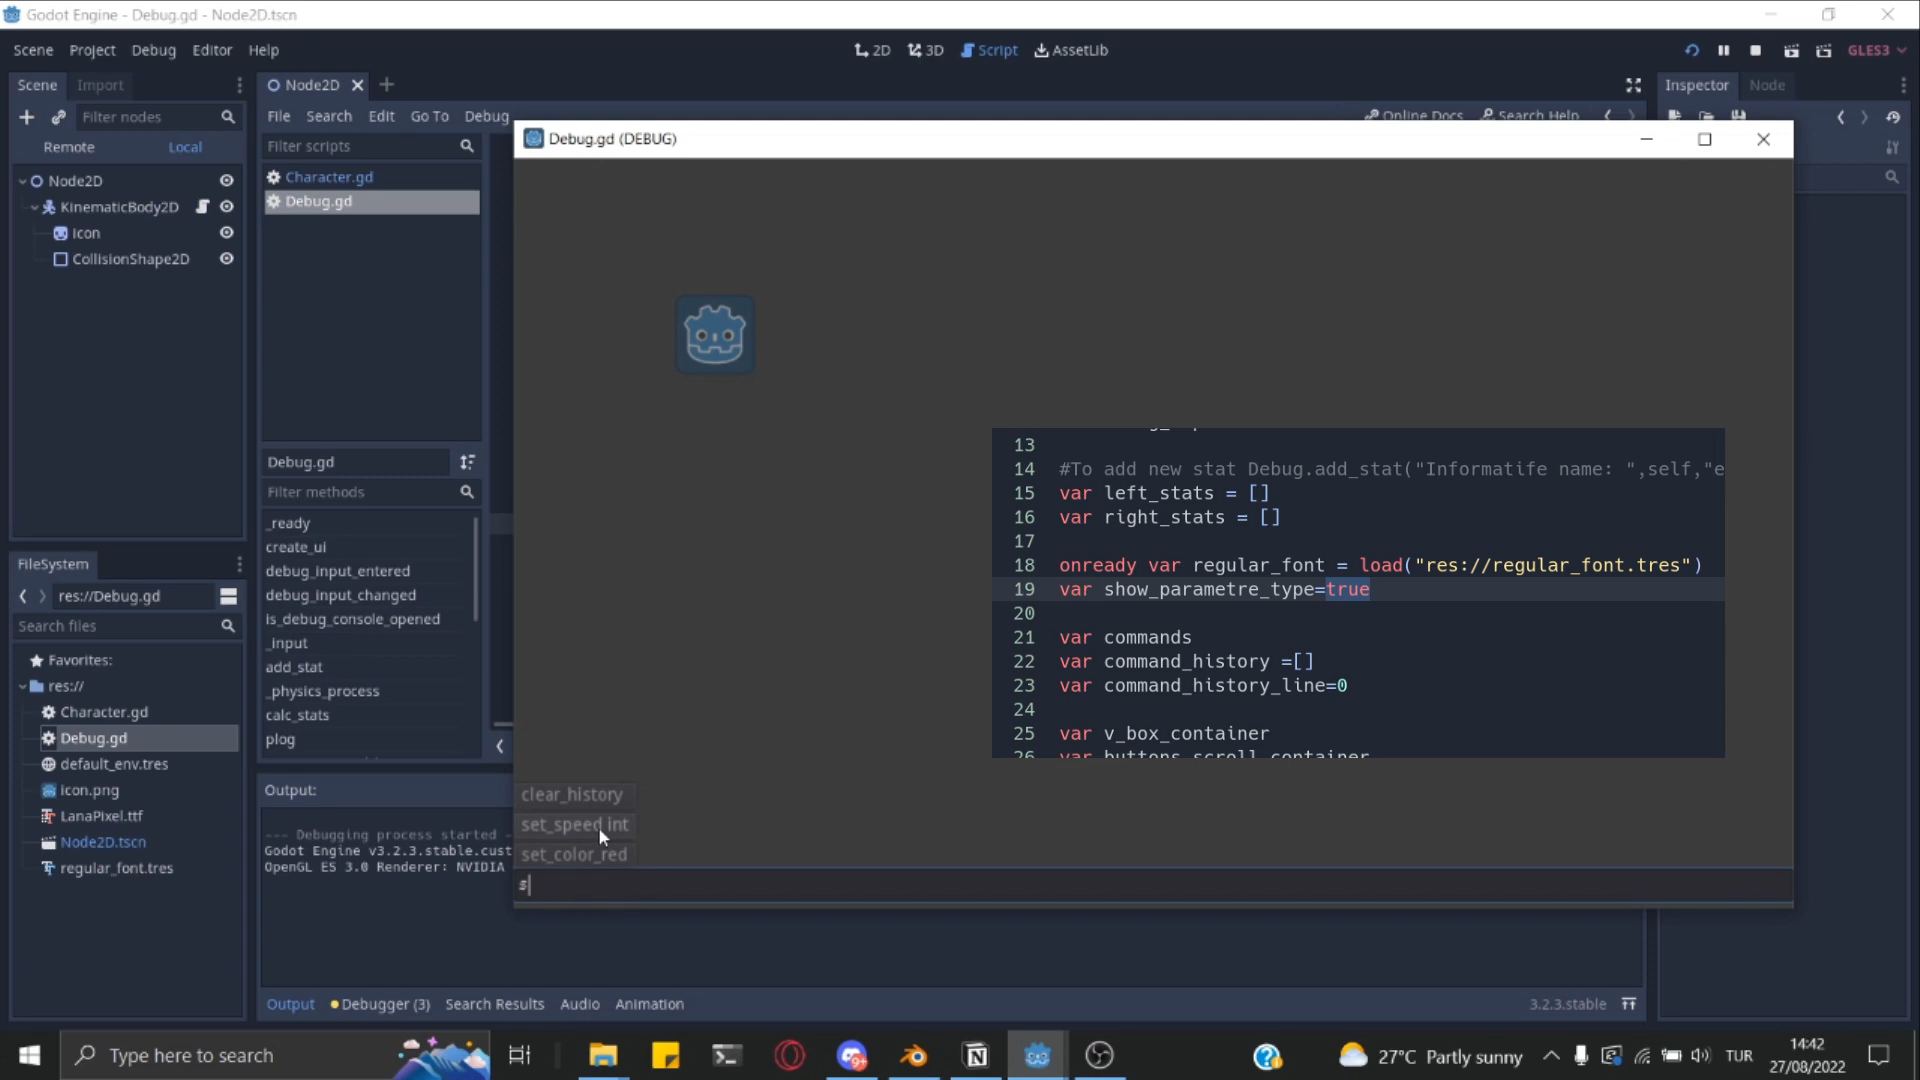 Godot Engine - Debug.gd - Node2D.tscn
Scene Project Debug Editor Help
2D 3D Script AssetLib
GLES3
Scene Import
Node2D
Inspector Node
Filter nodes
File Search Edit Go To Debug
Online Docs Search Help
Remote Local
Filter scripts
Debug.gd (DEBUG)
Node2D
KinematicBody2D
Icon
CollisionShape2D
Character.gd
Debug.gd
Debug.gd
Filter methods
_ready
create_ui
debug_input_entered
debug_input_changed
is_debug_console_opened
_input
add_stat
_physics_process
calc_stats
plog
13
14 #To add new stat Debug.add_stat("Informatife name: ",self,"e
15 var left_stats = []
16 var right_stats = []
17
18 onready var regular_font = load("res://regular_font.tres")
19 var show_parametre_type=true
20
21 var commands
22 var command_history =[]
23 var command_history_line=0
24
25 var v_box_container
26 var buttons_scroll_container
FileSystem
res://Debug.gd
Search files
Favorites:
res://
Character.gd
Debug.gd
default_env.tres
icon.png
LanaPixel.ttf
Node2D.tscn
regular_font.tres
Output:
--- Debugging process started -
Godot Engine v3.2.3.stable.cust
OpenGL ES 3.0 Renderer: NVIDIA
clear_history
set_speed int
set_color_red
s
Output Debugger (3) Search Results Audio Animation
3.2.3.stable
Type here to search
27°C Partly sunny
TUR
14:42
27/08/2022